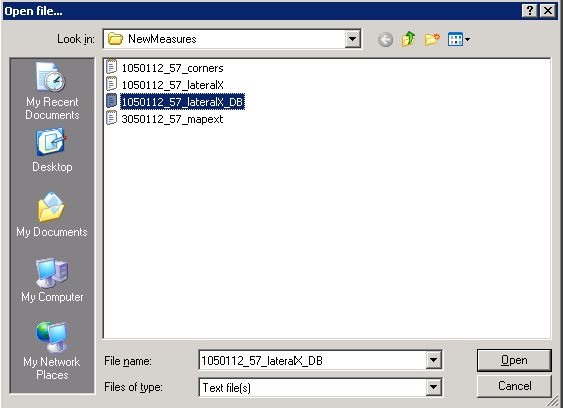 Open file...
Look in: NewMeasures
My Recent
Documents
Desktop
My Documents
My Computer
My Network
Places
1050112_57_corners
1050112_57_lateralX
1050112_57_lateralX_DB
3050112_57_mapext
File name: 1050112_57_lateralX_DB Open
Files of type: Text file(s) Cancel